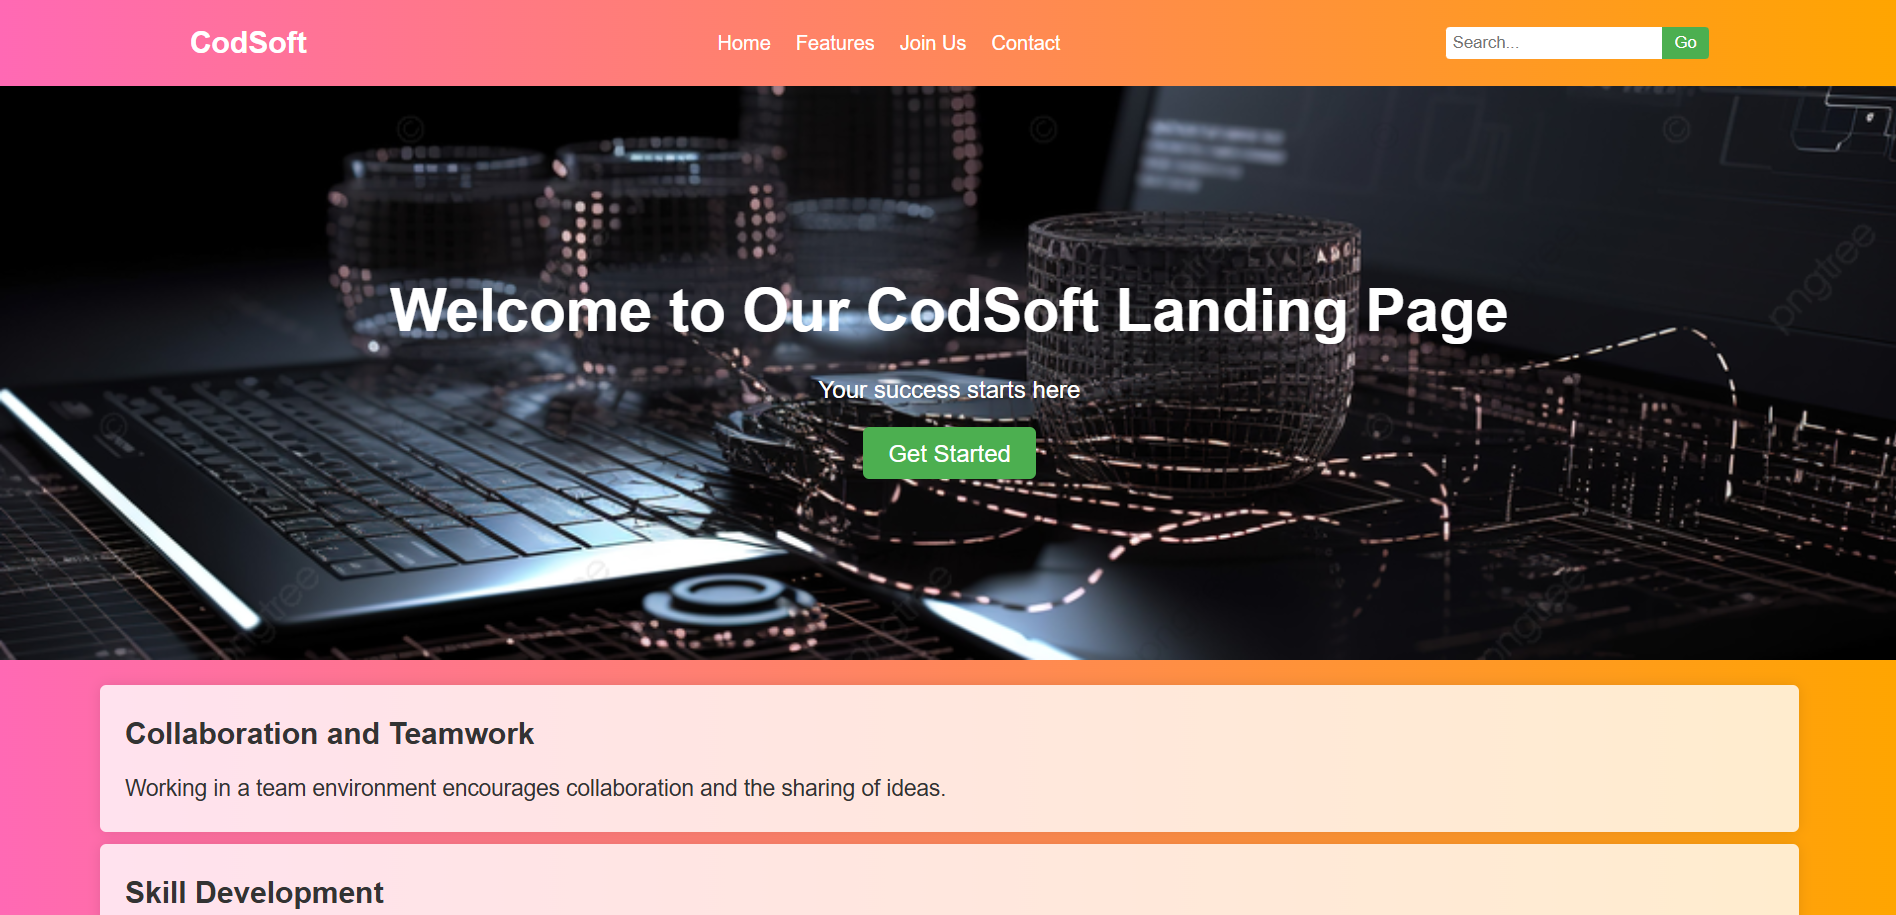 CodSoft
Home Features Join Us Contact
Search...
Go
Welcome to Our CodSoft Landing Page
Your success starts here
Get Started
pngtree
Collaboration and Teamwork
Working in a team environment encourages collaboration and the sharing of ideas.
Skill Development